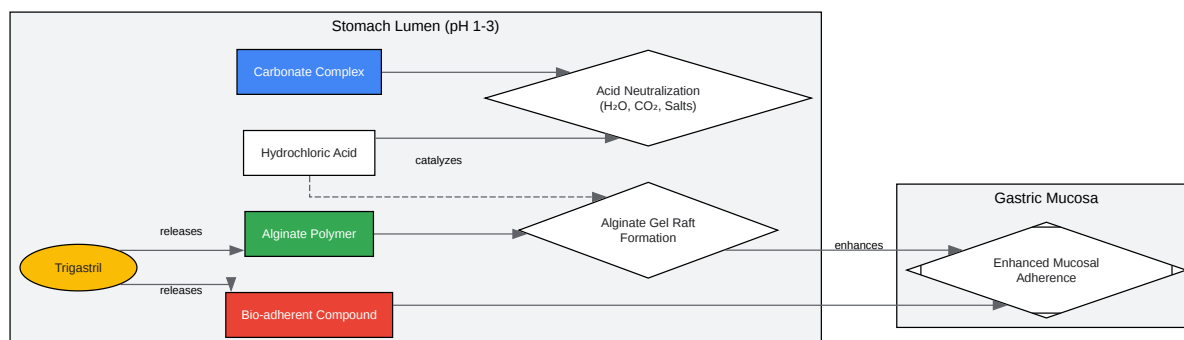 Stomach Lumen (pH 1-3)
Carbonate Complex
Acid Neutralization
(H₂O, CO₂, Salts)
Hydrochloric Acid
catalyzes
Gastric Mucosa
releases
Alginate Polymer
Alginate Gel Raft
Formation
enhances
Trigastril
Enhanced Mucosal
Adherence
releases
Bio-adherent Compound